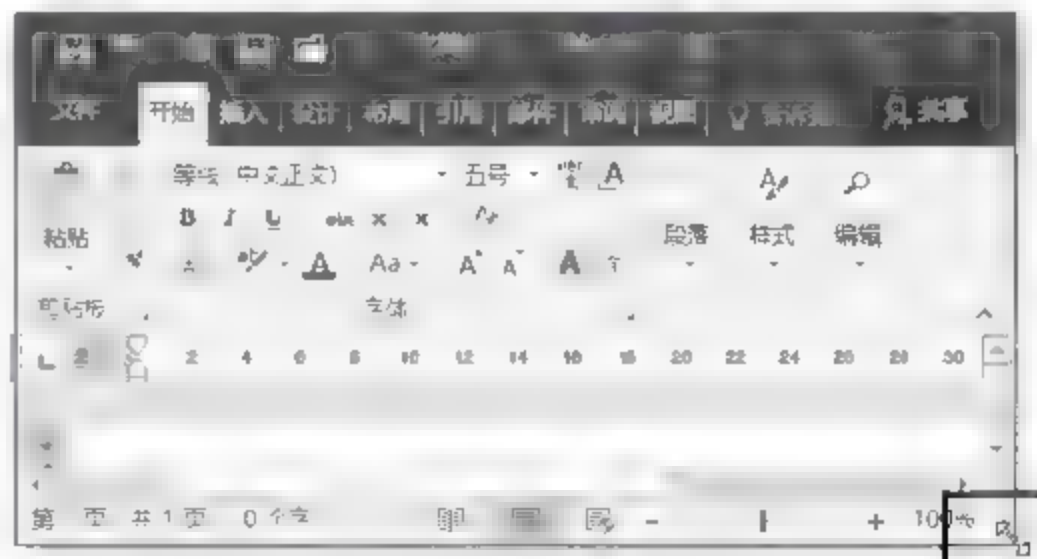 文件 开始 插入 设计 布局 引用 邮件 审阅 视图 共享
等线 (中文正文) 五号 A
B I U abc x x
粘贴 段落 样式 编辑
A Aa A A A 字
剪贴板 字体
L 2 2 4 6 8 10 12 14 16 18 20 22 24 26 28 30
第 页 共 1 页 0 个字 - + 100%